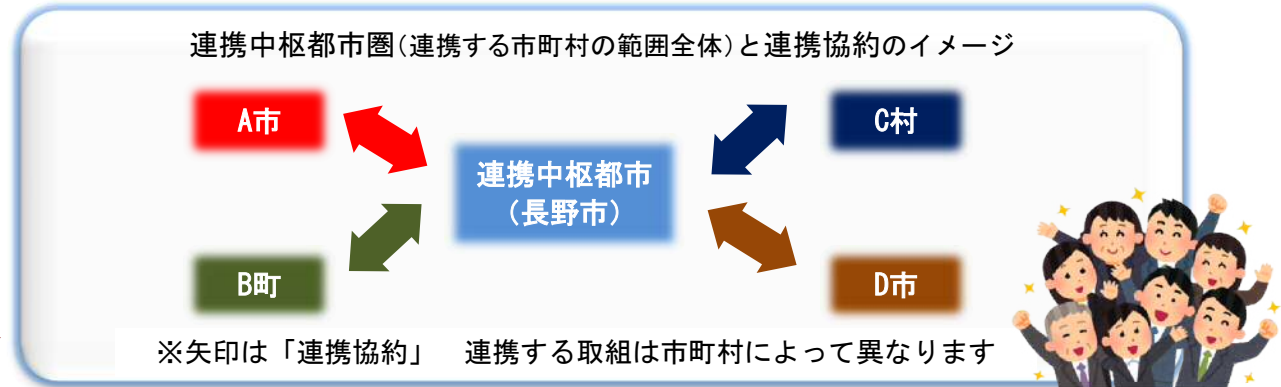 連携中枢都市圏(連携する市町村の範囲全体)と連携協約のイメージ
A市
C村
連携中枢都市
(長野市)
B町
D市
※矢印は「連携協約」　連携する取組は市町村によって異なります